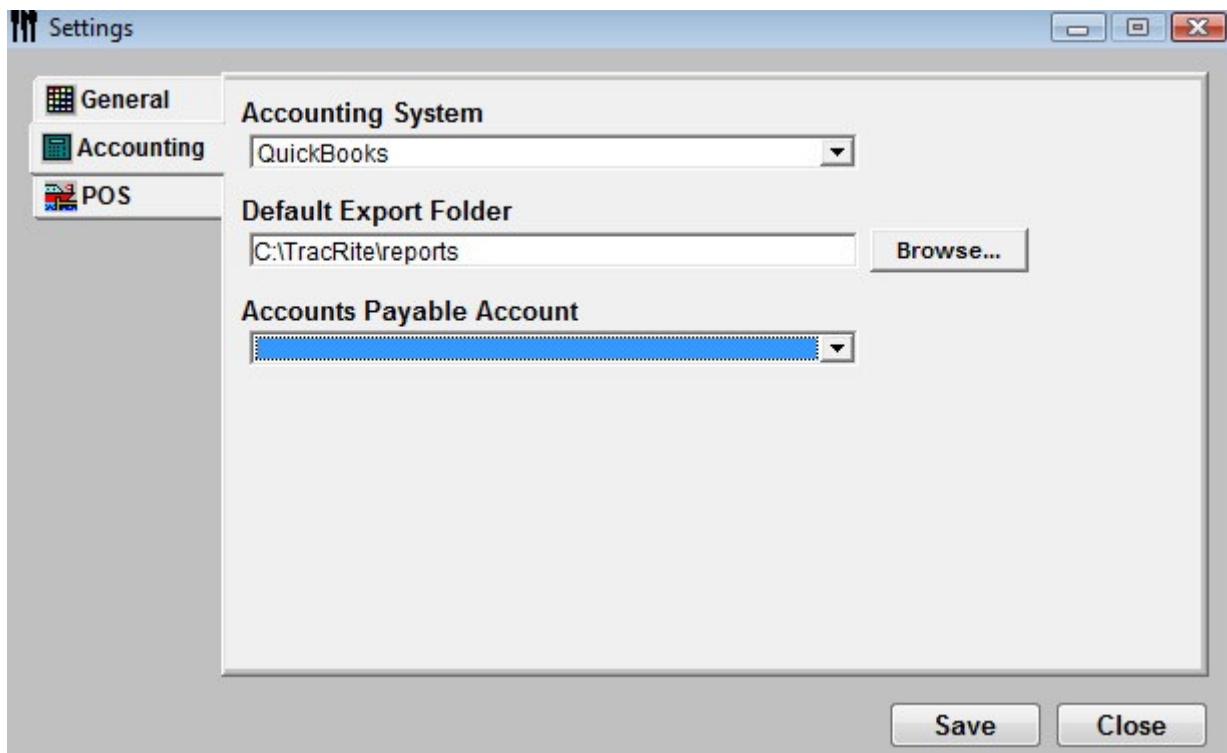 Settings
General
Accounting
POS
Accounting System
QuickBooks
Default Export Folder
C:\TracRite\reports
Browse...
Accounts Payable Account
Save
Close